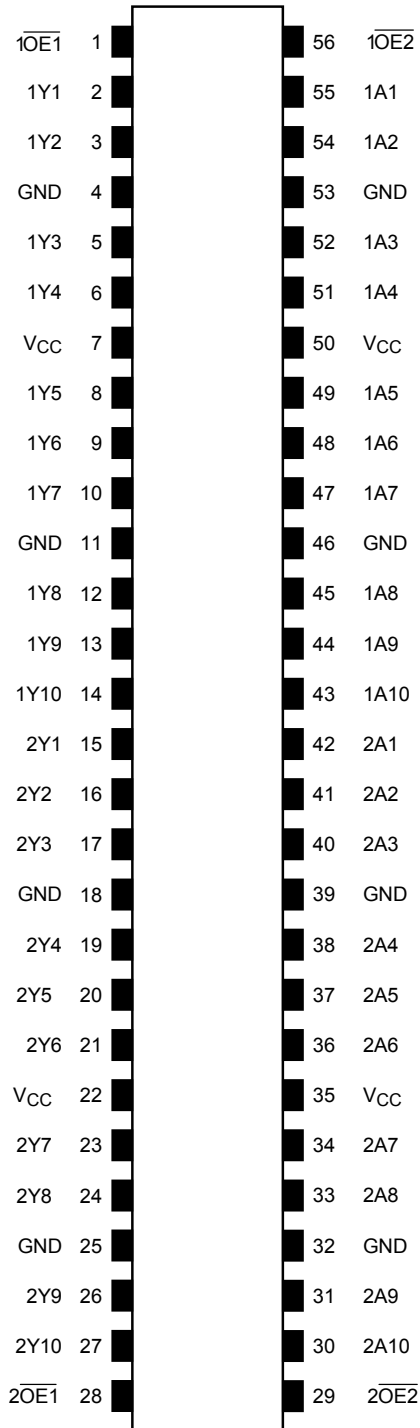 1OE1 1 56 1OE2
1Y1 2 55 1A1
1Y2 3 54 1A2
GND 4 53 GND
1Y3 5 52 1A3
1Y4 6 51 1A4
VCC 7 50 VCC
1Y5 8 49 1A5
1Y6 9 48 1A6
1Y7 10 47 1A7
GND 11 46 GND
1Y8 12 45 1A8
1Y9 13 44 1A9
1Y10 14 43 1A10
2Y1 15 42 2A1
2Y2 16 41 2A2
2Y3 17 40 2A3
GND 18 39 GND
2Y4 19 38 2A4
2Y5 20 37 2A5
2Y6 21 36 2A6
VCC 22 35 VCC
2Y7 23 34 2A7
2Y8 24 33 2A8
GND 25 32 GND
2Y9 26 31 2A9
2Y10 27 30 2A10
2OE1 28 29 2OE2